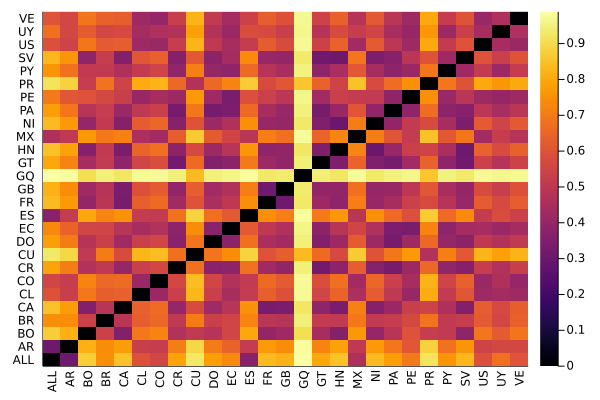 VE
UY
US
SV
PY
PR
PE
PA
NI
MX
HN
GT
GQ
GB
FR
ES
EC
DO
CU
CR
CO
CL
CA
BR
BO
AR
ALL
ALL AR BO BR CA CL CO CR CU DO EC ES FR GB GQ GT HN MX NI PA PE PR PY SV US UY VE
0.9
0.8
0.7
0.6
0.5
0.4
0.3
0.2
0.1
0